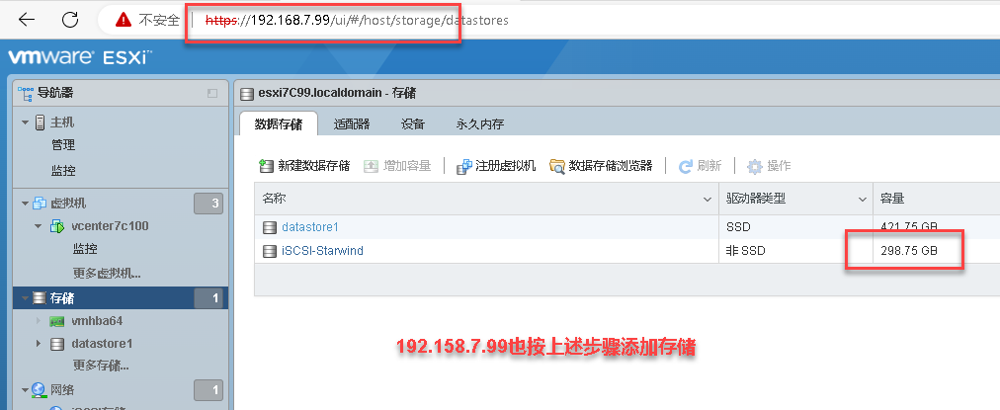 不安全 https://192.168.7.99/ui/#/host/storage/datastores
vmware ESXi™
导航器
主机
管理
监控
虚拟机 3
vcenter7c100
监控
更多虚拟机...
存储 1
vmhba64
datastore1
更多存储...
网络 1
esxi7C99.localdomain - 存储
数据存储 适配器 设备 永久内存
新建数据存储 增加容量 注册虚拟机 数据存储浏览器 刷新 操作
名称 驱动器类型 容量
datastore1 SSD 421.75 GB
iSCSI-Starwind 非 SSD 298.75 GB
192.158.7.99也按上述步骤添加存储